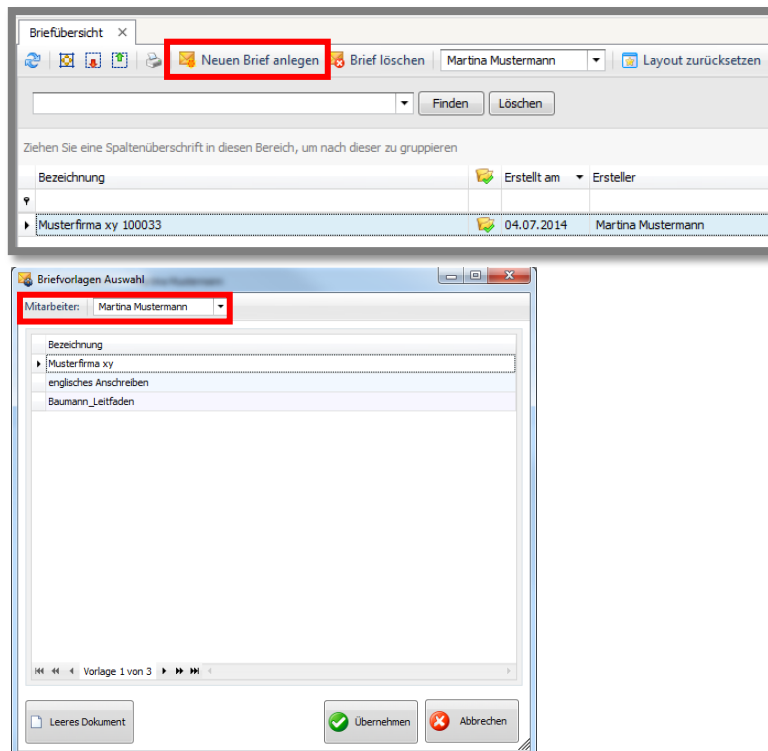 Briefübersicht
Neuen Brief anlegen Brief löschen Martina Mustermann Layout zurücksetzen
Finden Löschen
Ziehen Sie eine Spaltenüberschrift in diesen Bereich, um nach dieser zu gruppieren
Bezeichnung Erstellt am Ersteller
Musterfirma xy 100033 04.07.2014 Martina Mustermann
Briefvorlagen Auswahl
Mitarbeiter: Martina Mustermann
Bezeichnung
Musterfirma xy
englisches Anschreiben
Baumann_Leitfaden
Vorlage 1 von 3
Leeres Dokument Übernehmen Abbrechen